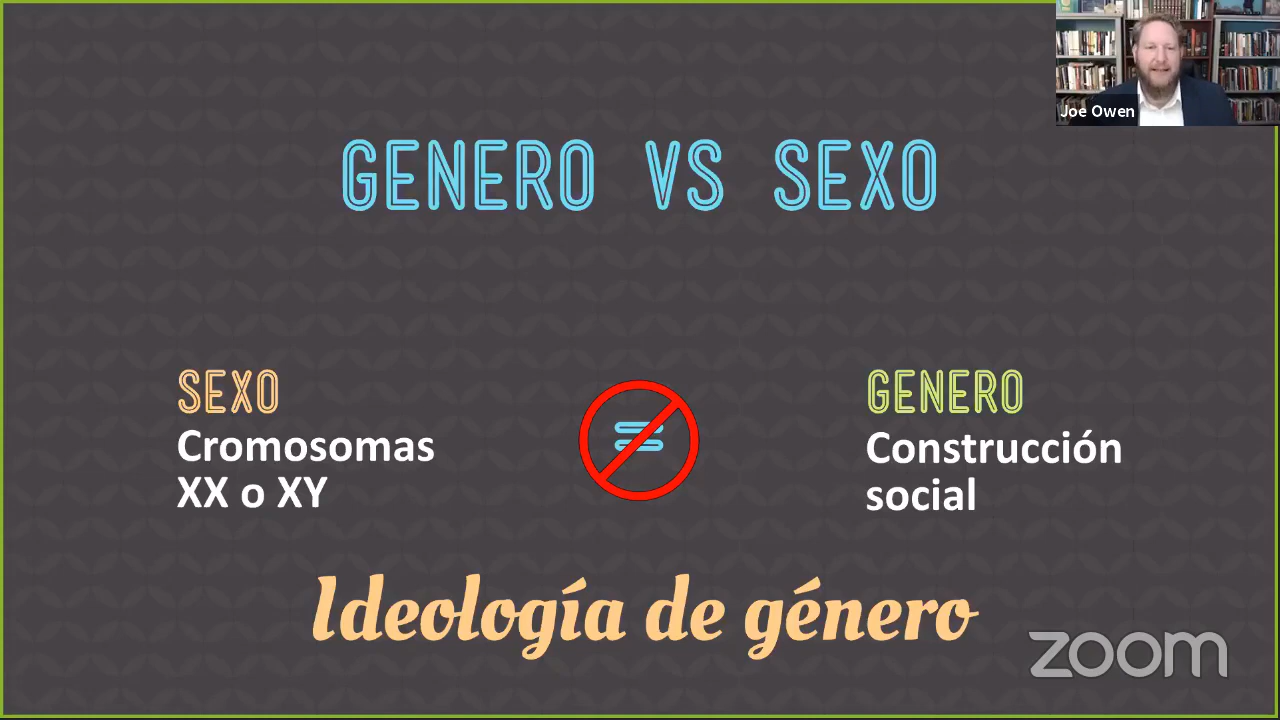 Joe Owen
GENERO VS SEXO
SEXO
Cromosomas
XX o XY
=
GENERO
Construcción
social
Ideología de género
zoom